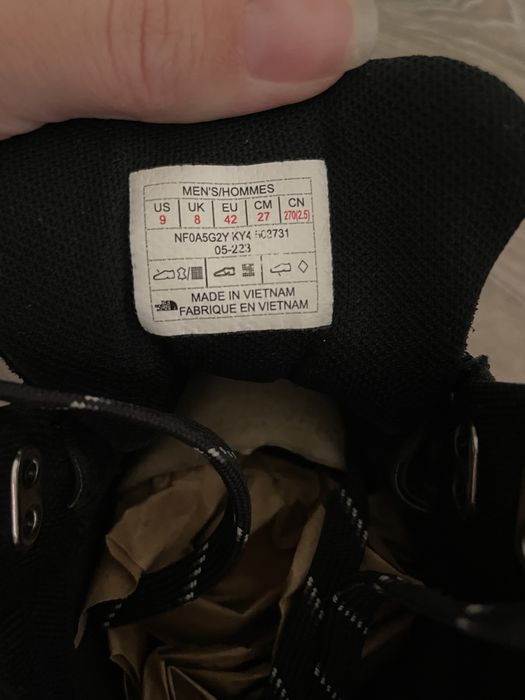 MEN'S/HOMMES
US UK EU CM CN
9 8 42 27 270(2.5)
NF0A5G2Y KY4
05-223
MADE IN VIETNAM
FABRIQUE EN VIETNAM